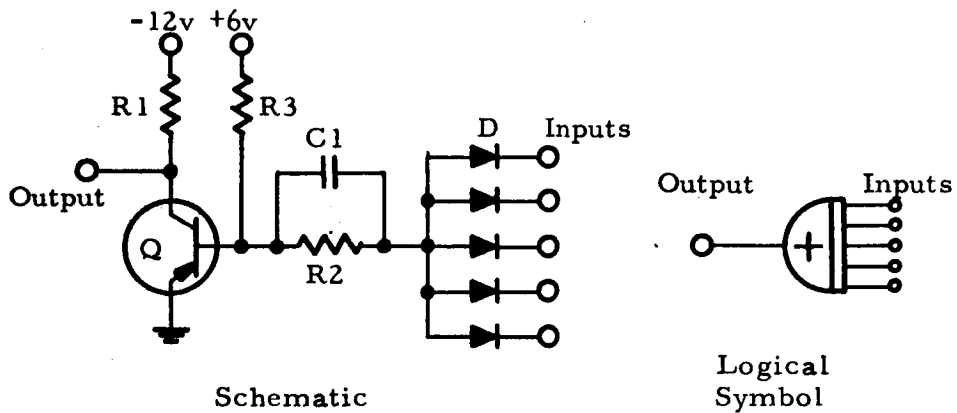 -12v +6v
R1
R3
C1
D
Inputs
Output
Q
R2
Output
Inputs
+
Schematic
Logical
Symbol